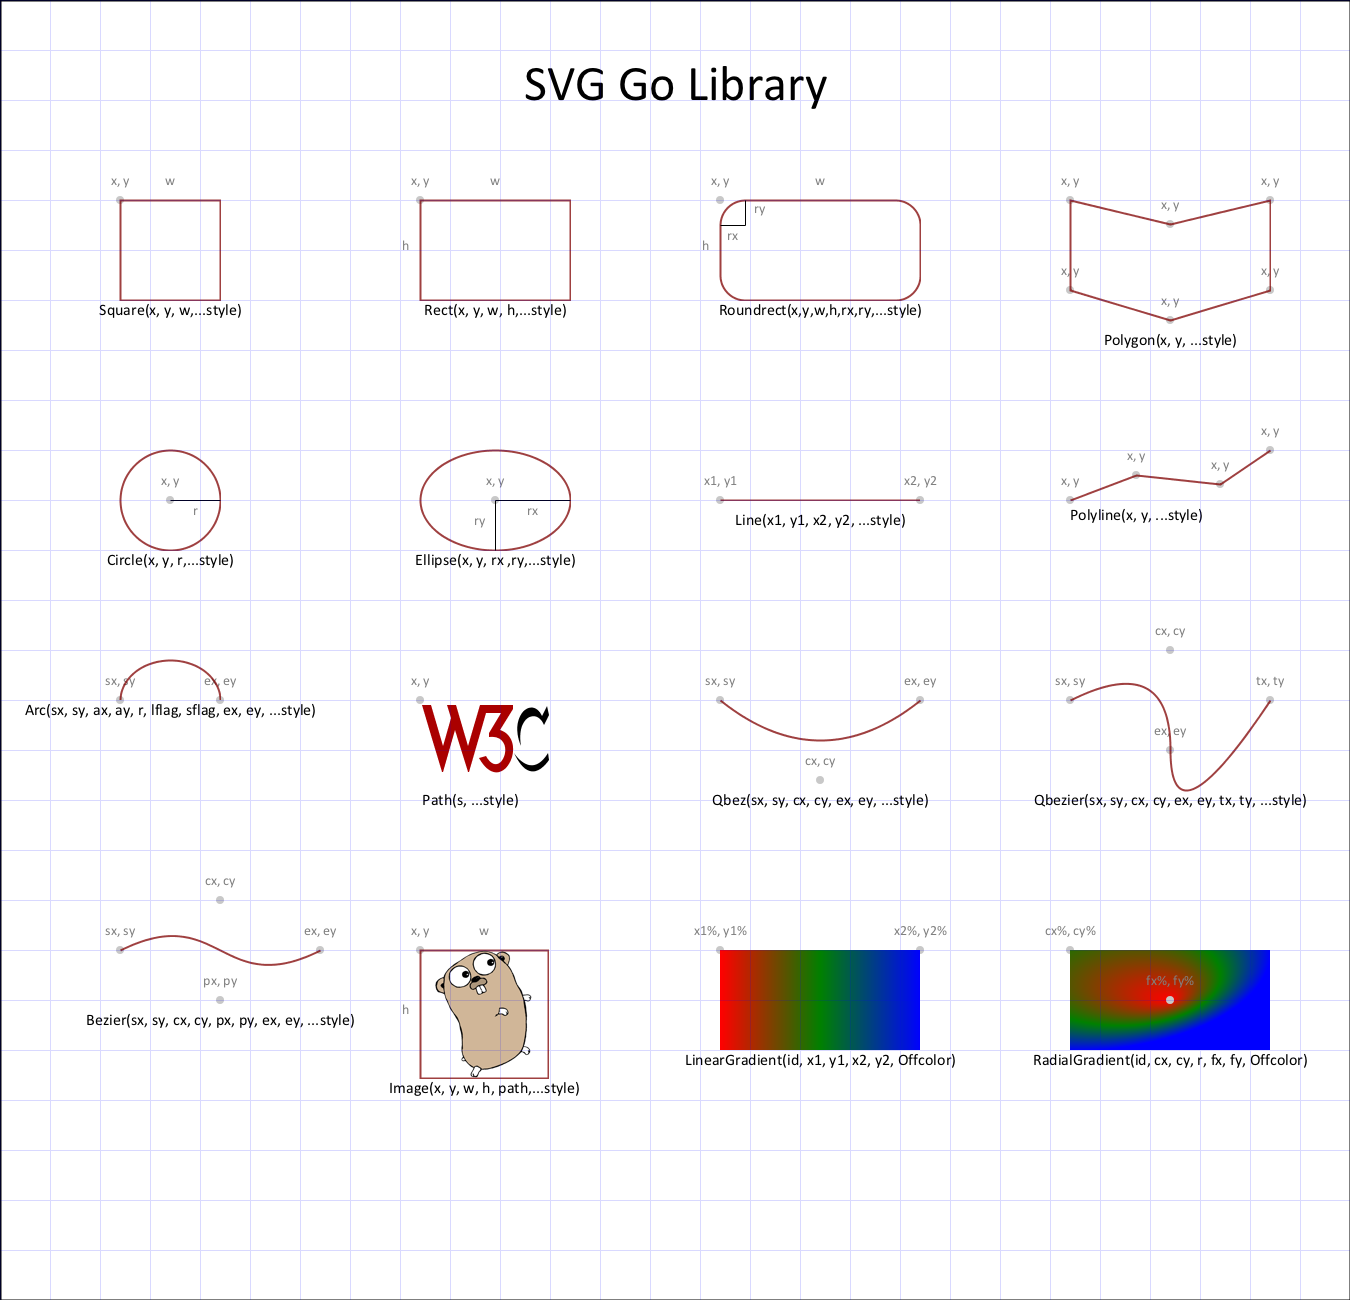 SVG Go Library
x, y
w
Square(x, y, w,...style)
x, y
w
h
Rect(x, y, w, h,...style)
x, y
w
ry
rx
h
Roundrect(x,y,w,h,rx,ry,...style)
x, y
x, y
x, y
x, y
x, y
x, y
Polygon(x, y, ...style)
x, y
r
Circle(x, y, r,...style)
x, y
ry
rx
Ellipse(x, y, rx ,ry,...style)
x1, y1
x2, y2
Line(x1, y1, x2, y2, ...style)
x, y
x, y
x, y
x, y
Polyline(x, y, ...style)
sx, sy
ex, ey
Arc(sx, sy, ax, ay, r, lflag, sflag, ex, ey, ...style)
x, y
W3C
Path(s, ...style)
sx, sy
ex, ey
cx, cy
Qbez(sx, sy, cx, cy, ex, ey, ...style)
cx, cy
sx, sy
tx, ty
ex, ey
Qbezier(sx, sy, cx, cy, ex, ey, tx, ty, ...style)
cx, cy
sx, sy
ex, ey
px, py
Bezier(sx, sy, cx, cy, px, py, ex, ey, ...style)
x, y
w
h
Image(x, y, w, h, path,...style)
x1%, y1%
x2%, y2%
LinearGradient(id, x1, y1, x2, y2, Offcolor)
cx%, cy%
fx%, fy%
RadialGradient(id, cx, cy, r, fx, fy, Offcolor)